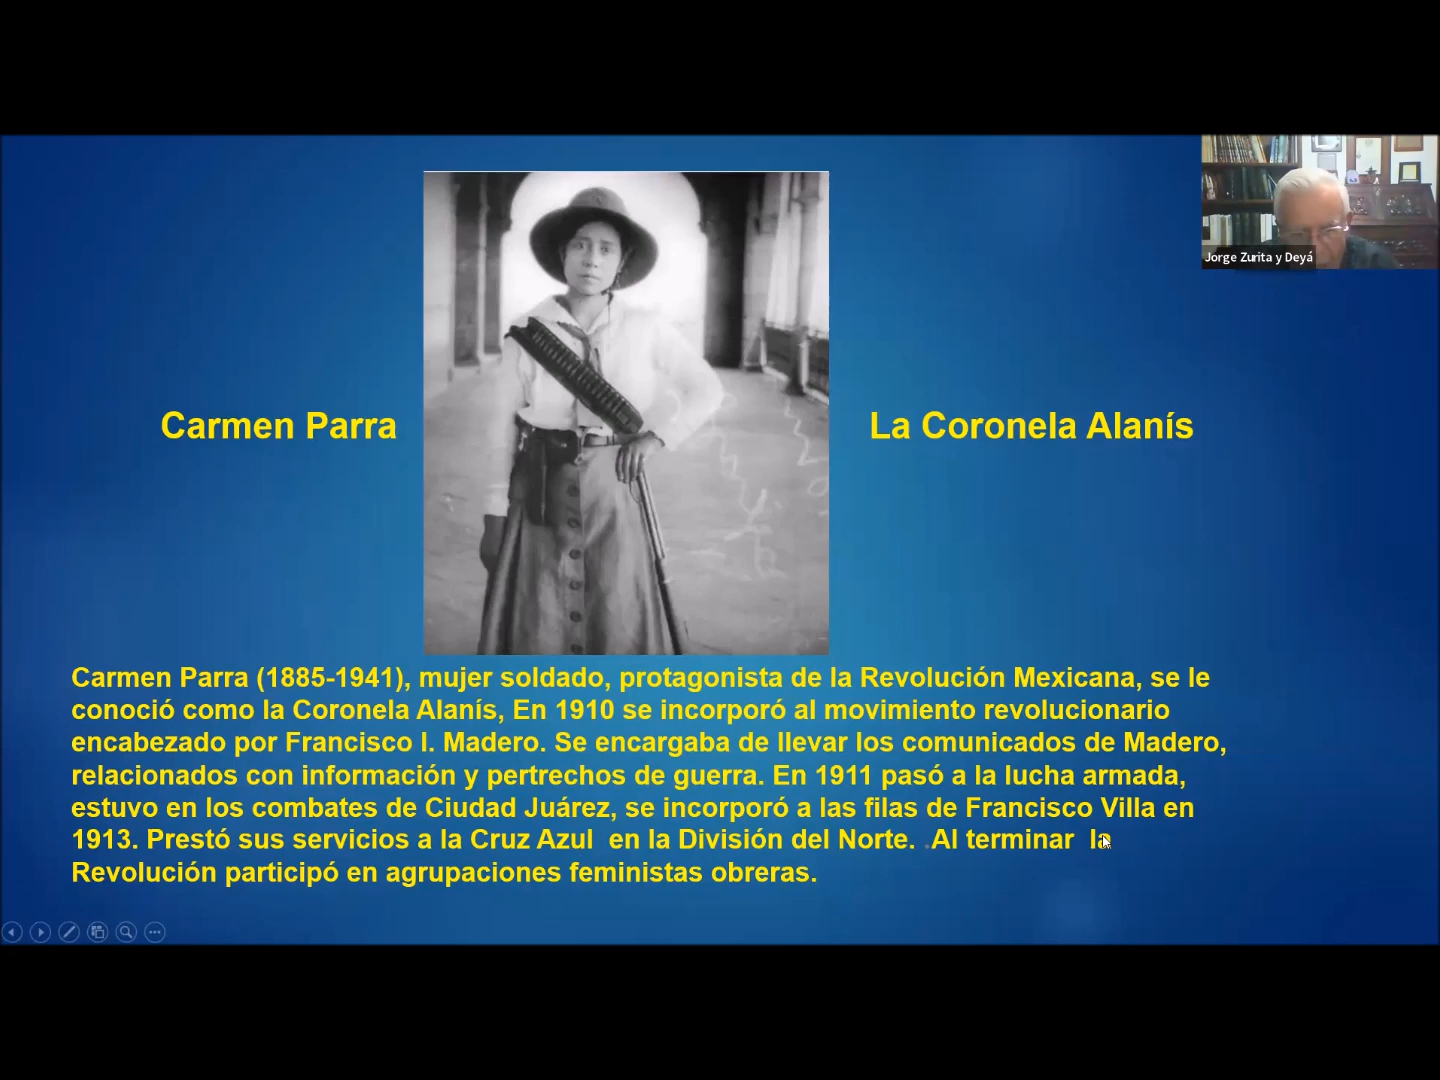 Jorge Zurita y Deyá
Carmen Parra
La Coronela Alanís
Carmen Parra (1885-1941), mujer soldado, protagonista de la Revolución Mexicana, se le
conoció como la Coronela Alanís, En 1910 se incorporó al movimiento revolucionario
encabezado por Francisco I. Madero. Se encargaba de llevar los comunicados de Madero,
relacionados con información y pertrechos de guerra. En 1911 pasó a la lucha armada,
estuvo en los combates de Ciudad Juárez, se incorporó a las filas de Francisco Villa en
1913. Prestó sus servicios a la Cruz Azul  en la División del Norte. .Al terminar  la
Revolución participó en agrupaciones feministas obreras.